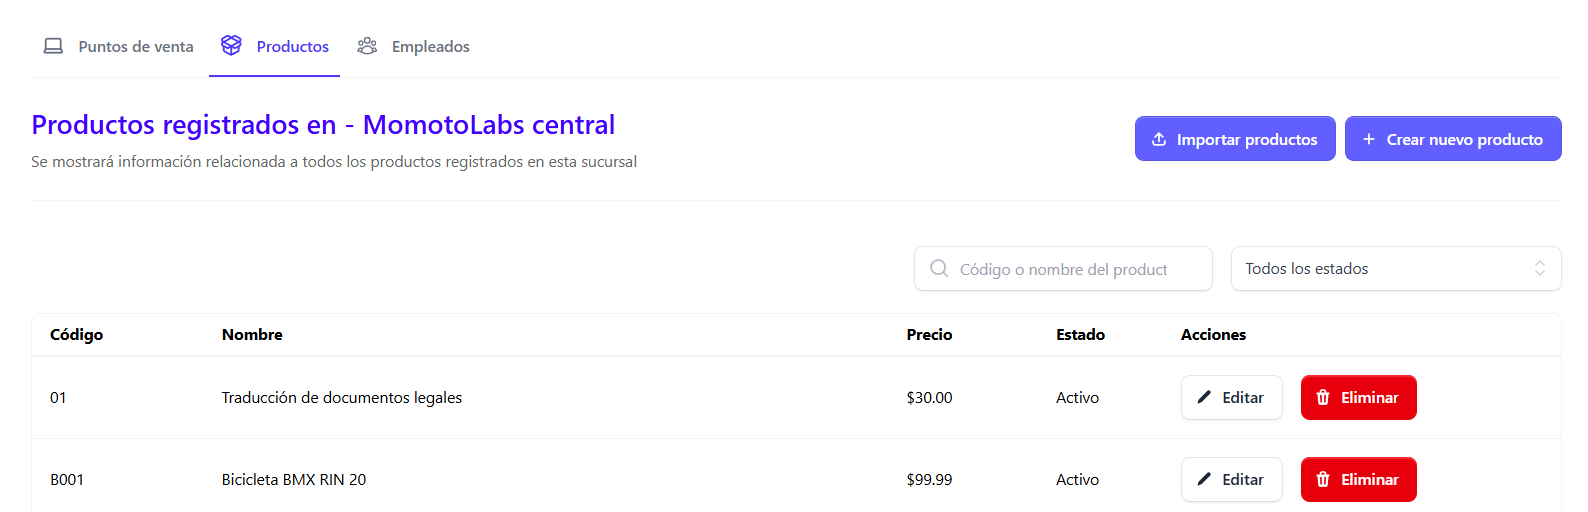 Puntos de venta Productos Empleados
Productos registrados en - MomotoLabs central
Se mostrará información relacionada a todos los productos registrados en esta sucursal
Importar productos Crear nuevo producto
Código o nombre del product Todos los estados
Código Nombre Precio Estado Acciones
01 Traducción de documentos legales $30.00 Activo Editar Eliminar
B001 Bicicleta BMX RIN 20 $99.99 Activo Editar Eliminar